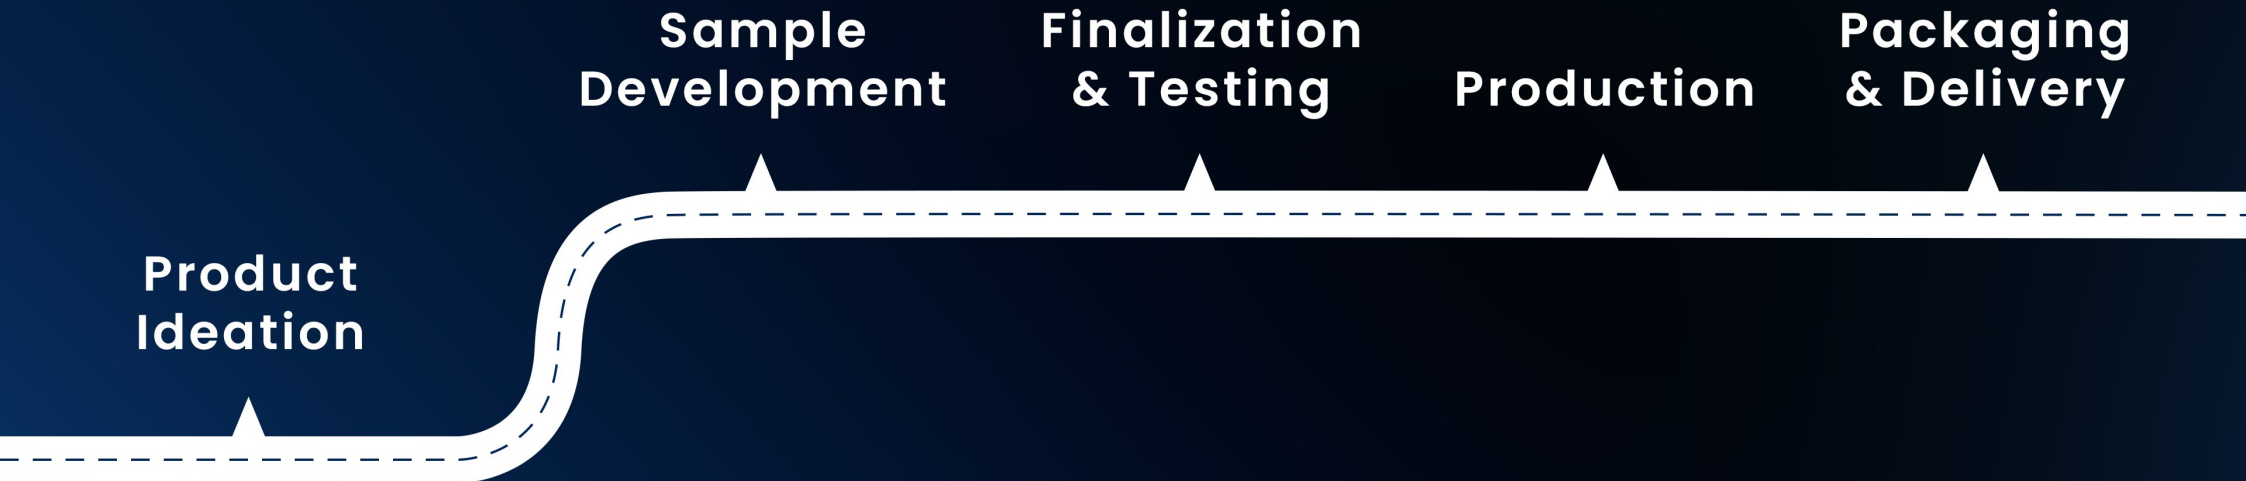 Product
Ideation
Sample
Development
Finalization
& Testing
Production
Packaging
& Delivery